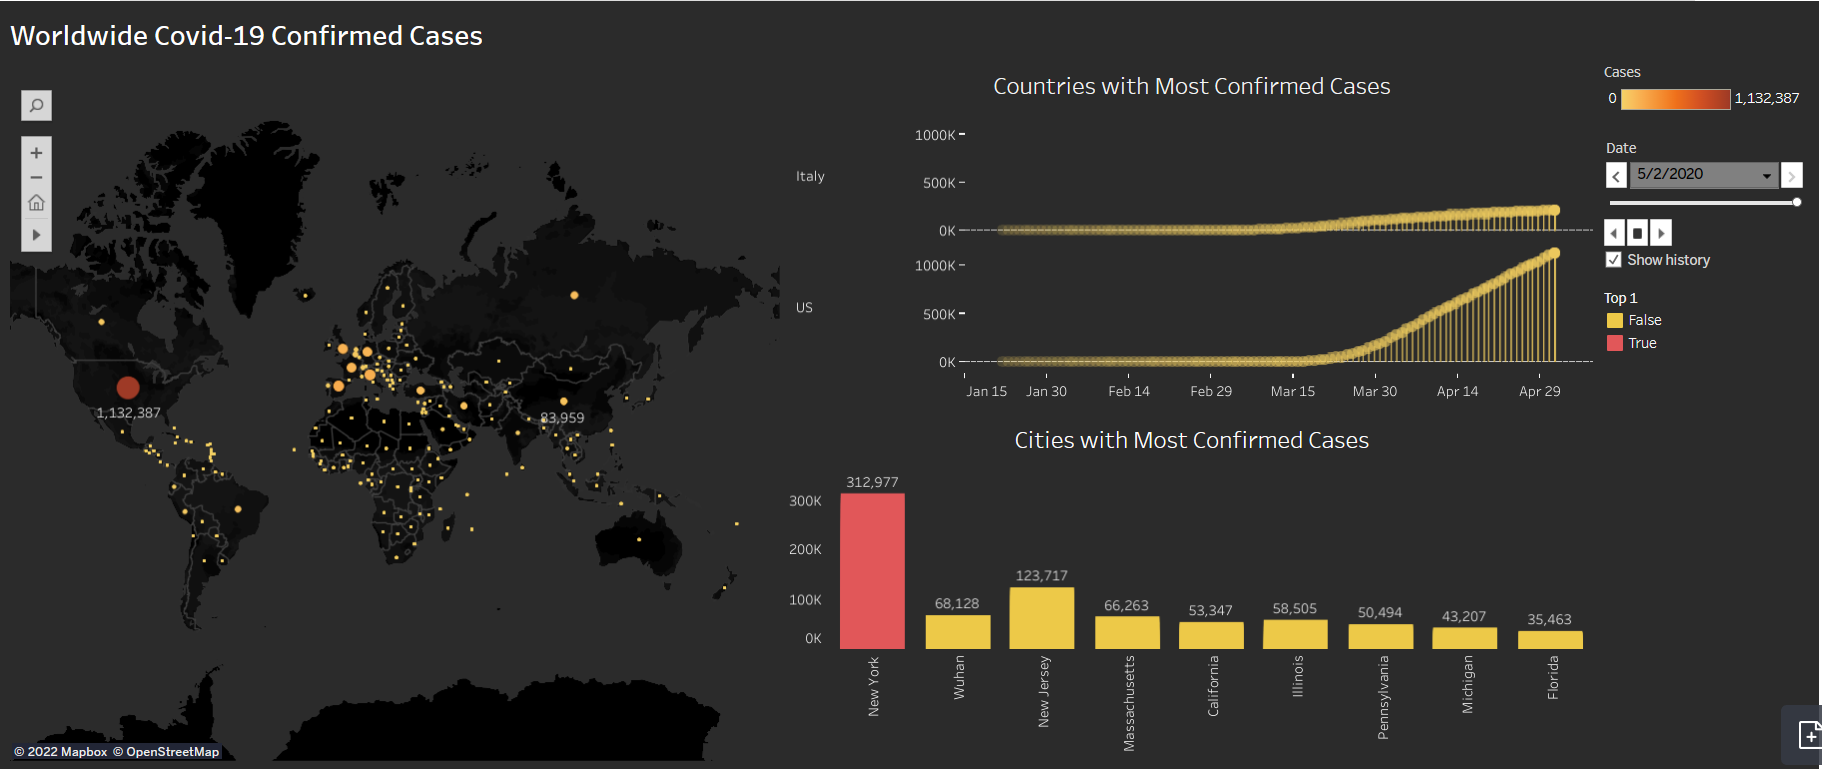 Worldwide Covid-19 Confirmed Cases
1,132,387
83,959
© 2022 Mapbox © OpenStreetMap
Countries with Most Confirmed Cases
Italy
1000K
500K
0K
US
1000K
500K
0K
Jan 15 Jan 30 Feb 14 Feb 29 Mar 15 Mar 30 Apr 14 Apr 29
Cities with Most Confirmed Cases
300K
200K
100K
0K
312,977
68,128
123,717
66,263
53,347
58,505
50,494
43,207
35,463
New York
Wuhan
New Jersey
Massachusetts
California
Illinois
Pennsylvania
Michigan
Florida
Cases
0 1,132,387
Date
5/2/2020
Show history
Top 1
False
True